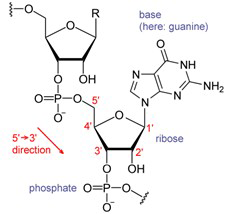 R
O
O
base
(here: guanine)
O
O OH
N NH
O=P–O 5'
N N NH₂
O⁻ O
4' 1'
5'→3'
direction
ribose
3' 2'
O OH
phosphate O=P–O
O⁻